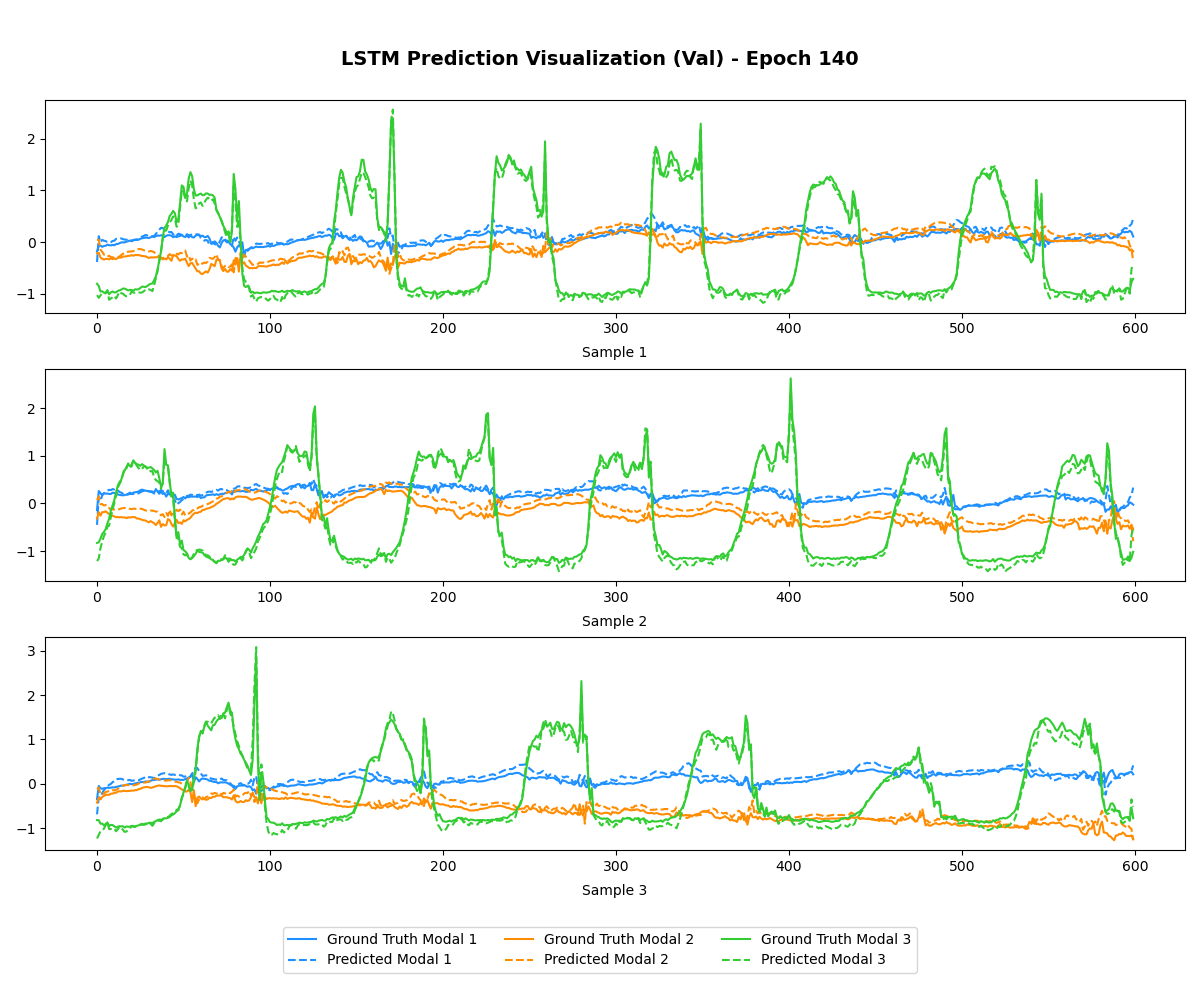 LSTM Prediction Visualization (Val) - Epoch 140
2
1
0
−1
0 100 200 300 400 500 600
Sample 1
2
1
0
−1
0 100 200 300 400 500 600
Sample 2
3
2
1
0
−1
0 100 200 300 400 500 600
Sample 3
Ground Truth Modal 1 Ground Truth Modal 2 Ground Truth Modal 3
Predicted Modal 1 Predicted Modal 2 Predicted Modal 3